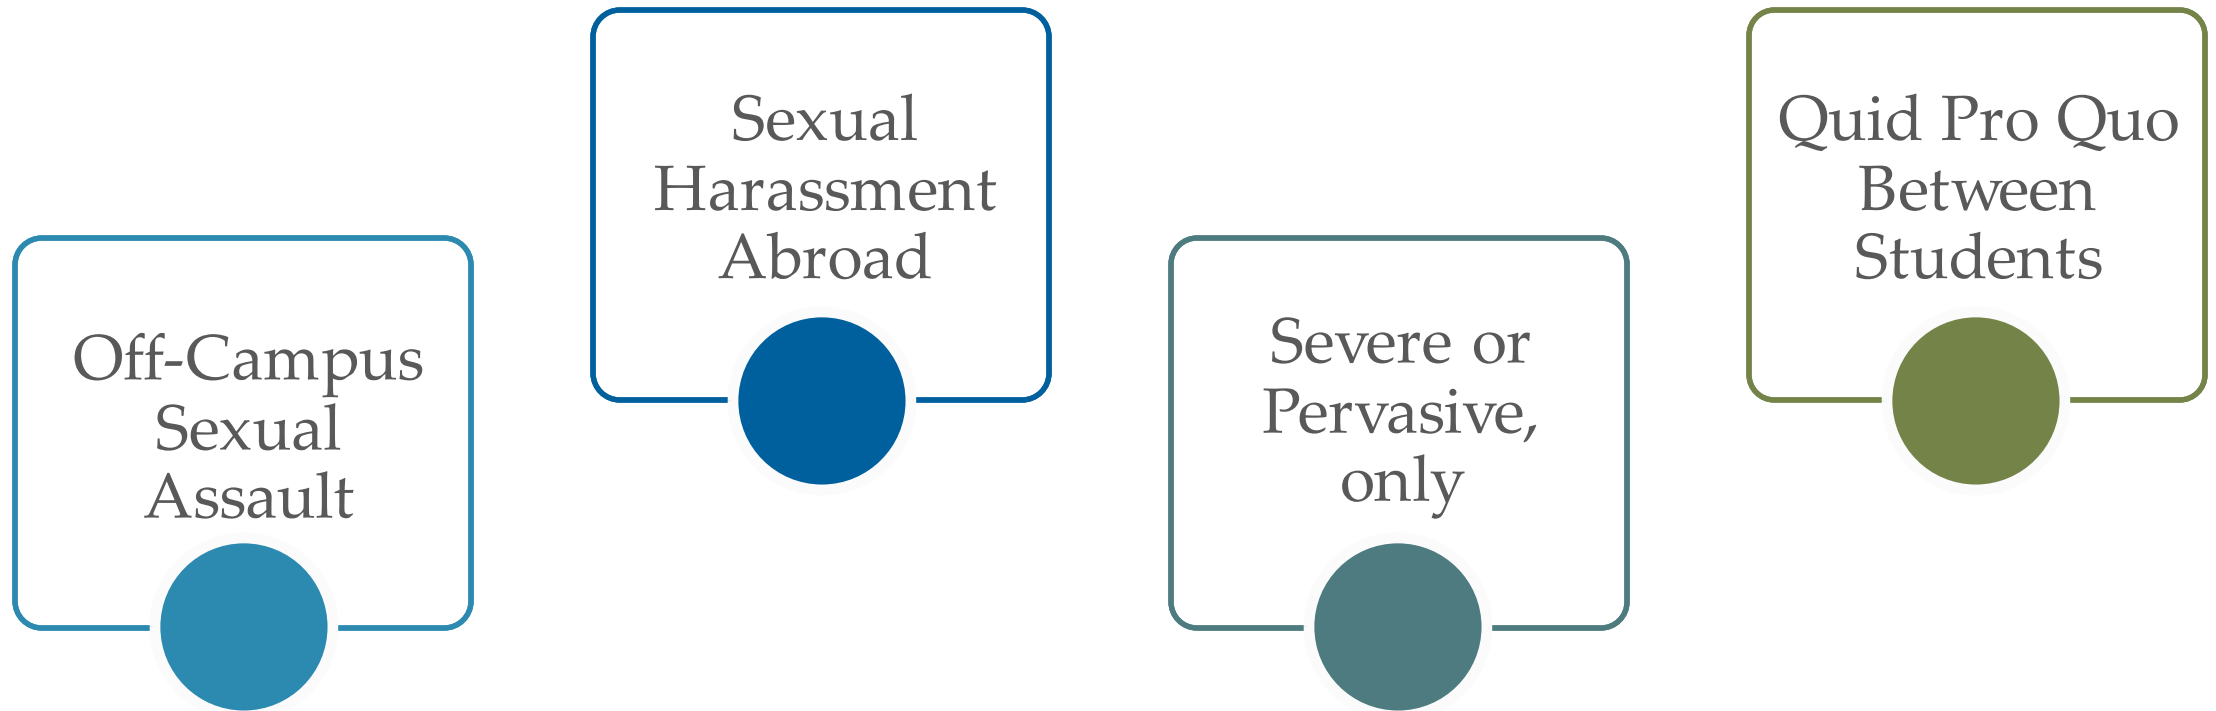 Off-Campus
Sexual
Assault
Sexual
Harassment
Abroad
Severe or
Pervasive,
only
Quid Pro Quo
Between
Students